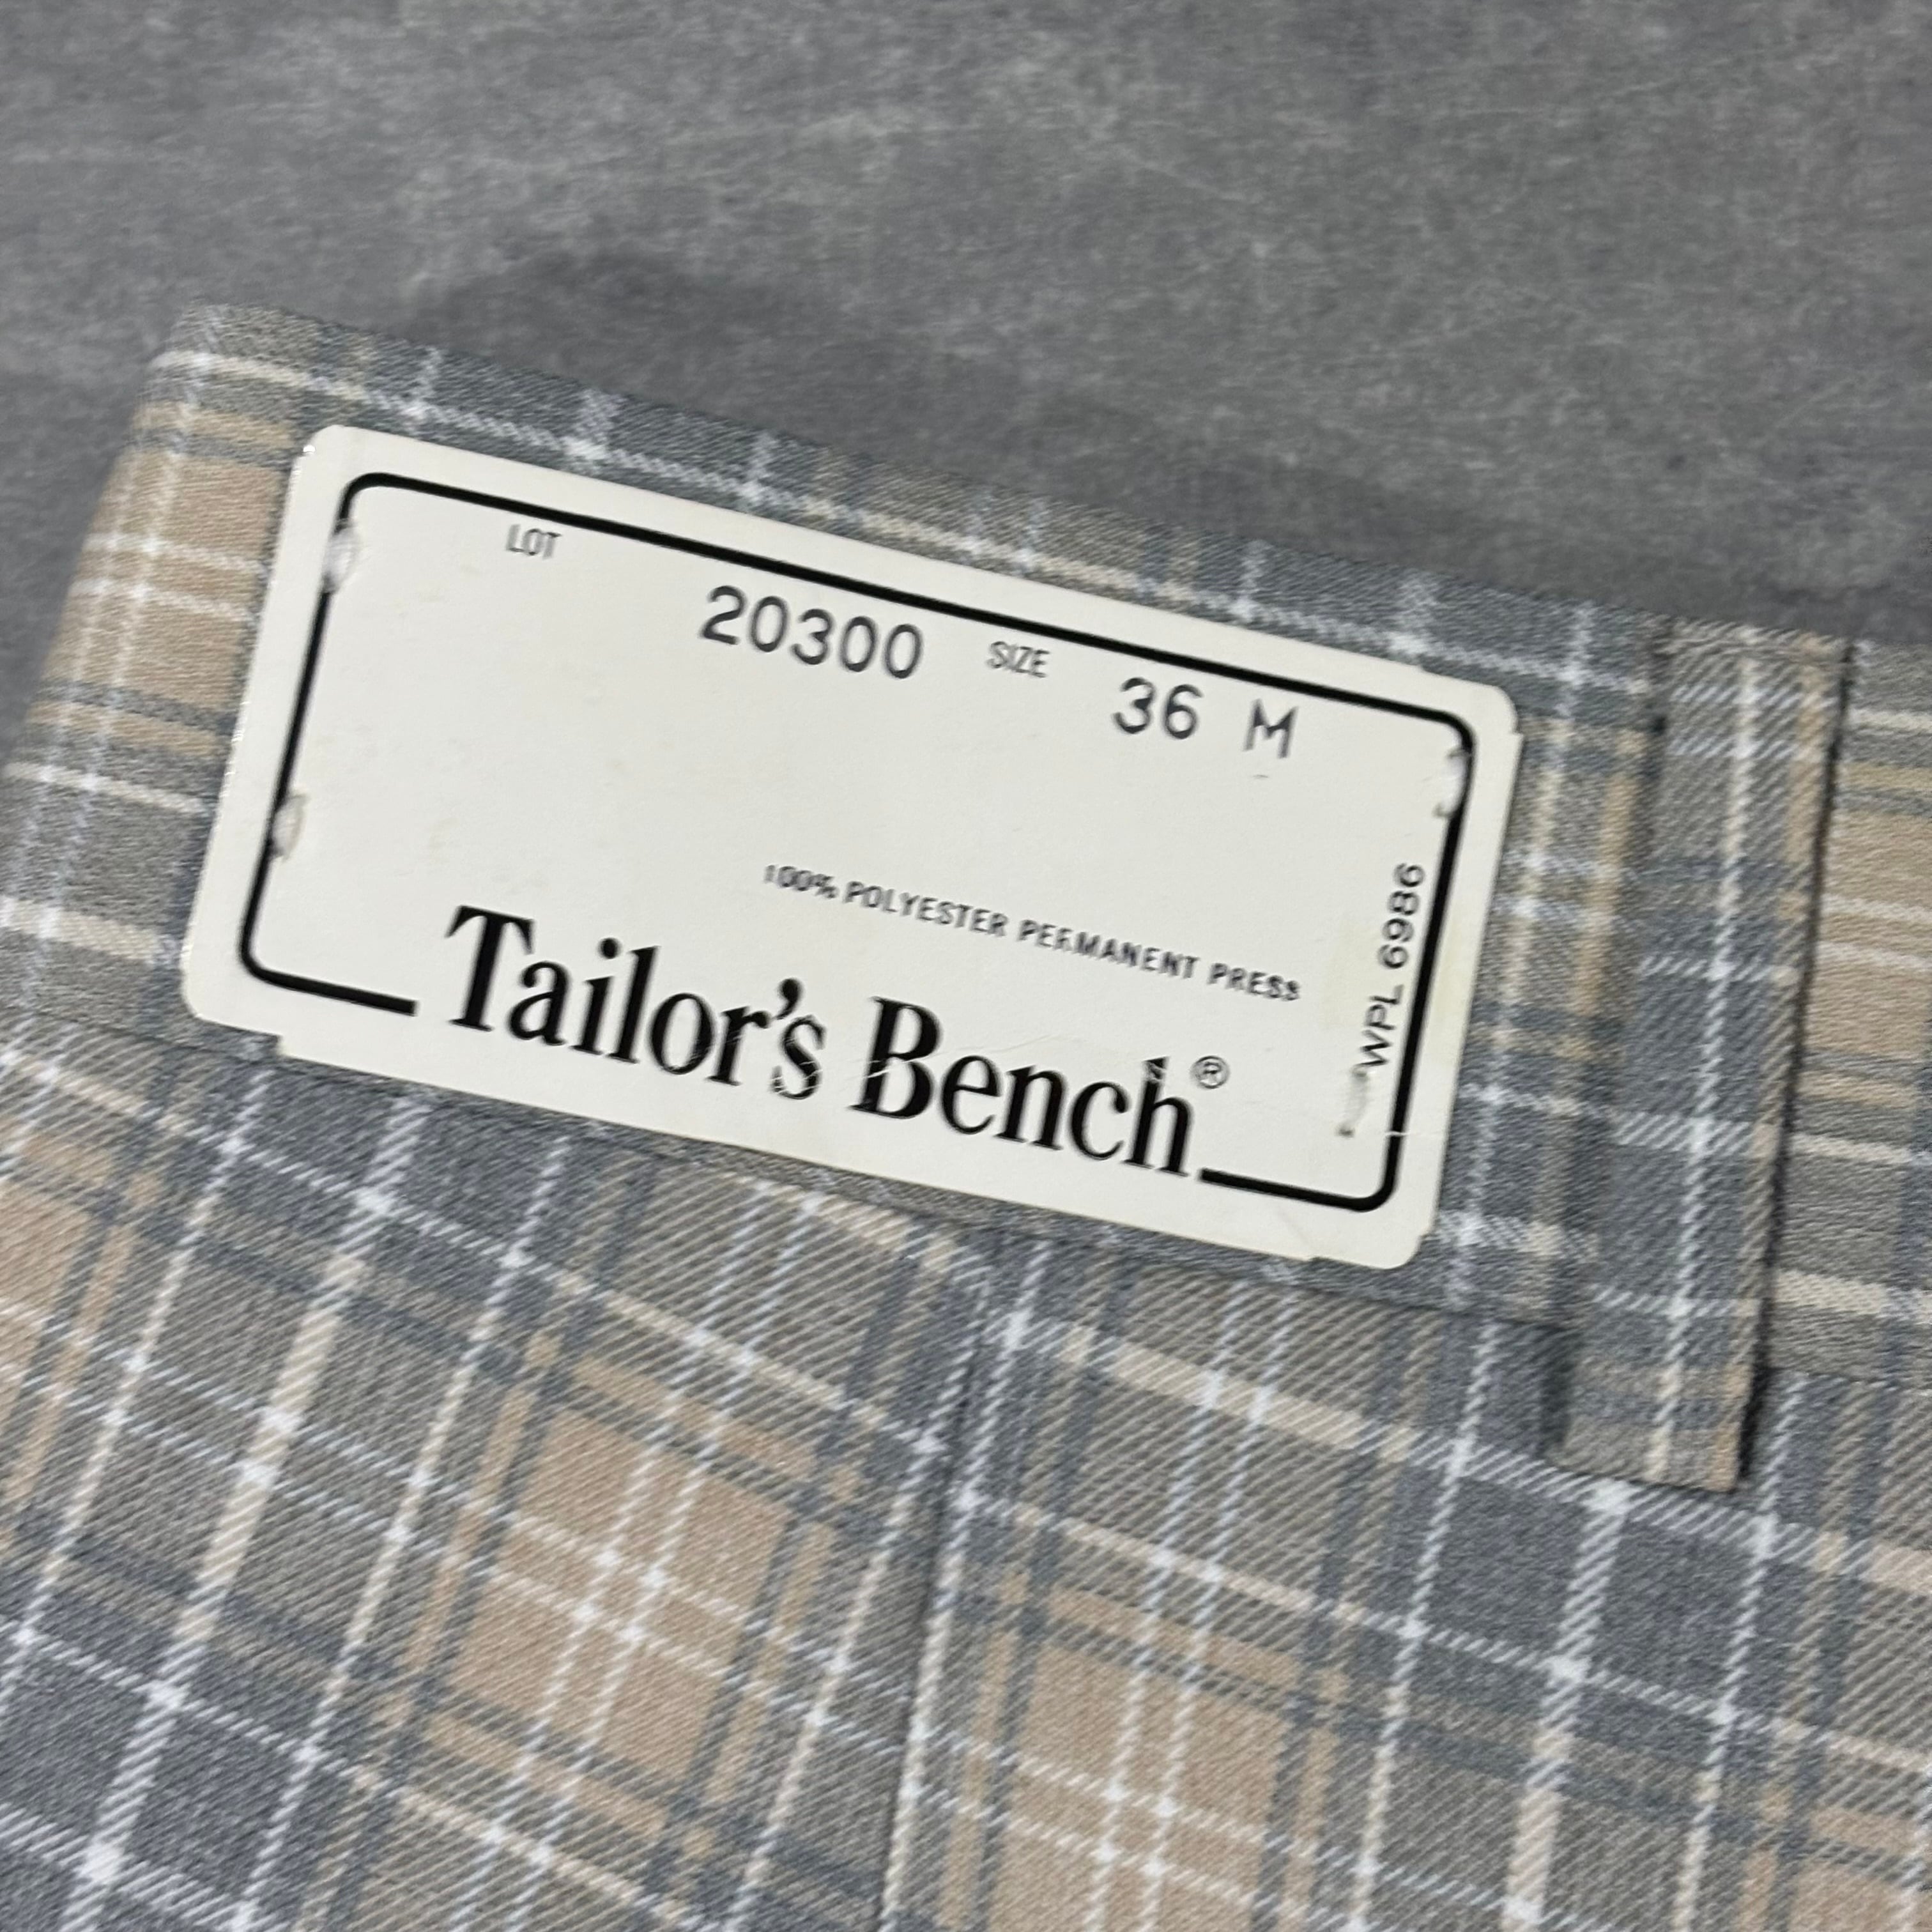 LOT 20300 SIZE 36 M
100% POLYESTER PERMANENT PRESS
Tailor's Bench®
WPL 6986